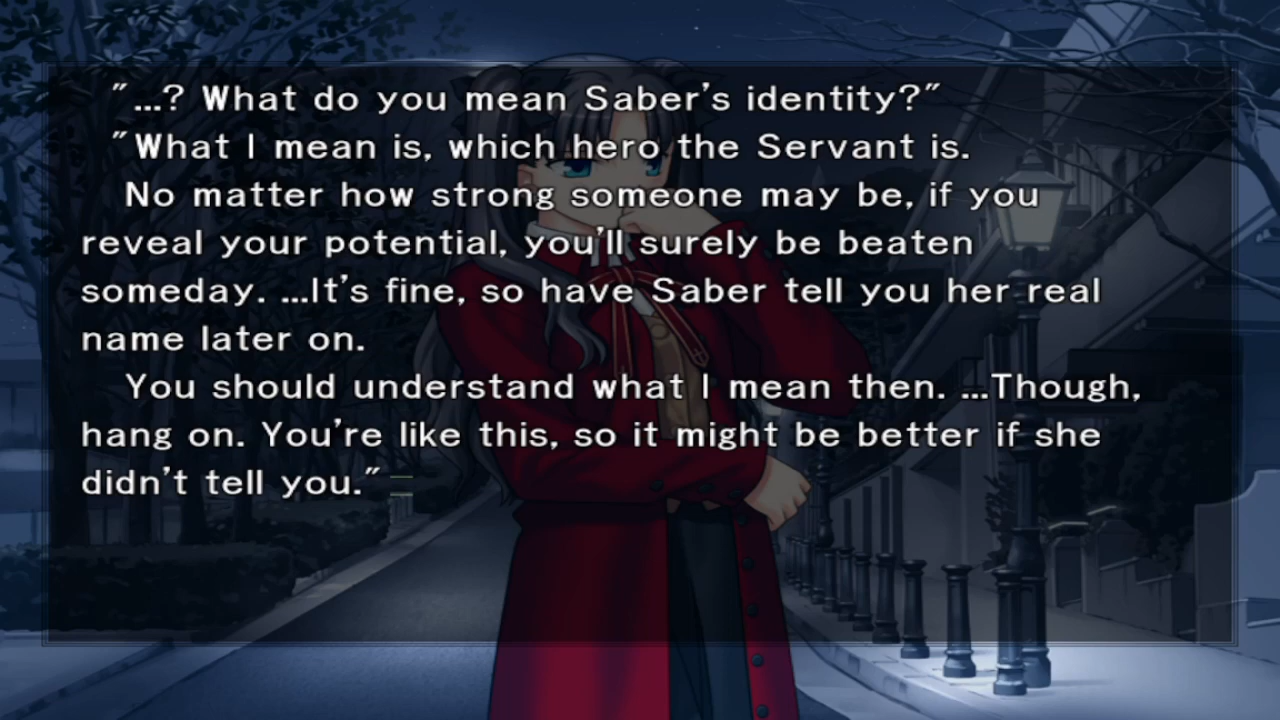 "...? What do you mean Saber's identity?"
"What I mean is, which hero the Servant is.
No matter how strong someone may be, if you
reveal your potential, you'll surely be beaten
someday. ...It's fine, so have Saber tell you her real
name later on.
You should understand what I mean then. ...Though,
hang on. You're like this, so it might be better if she
didn't tell you."